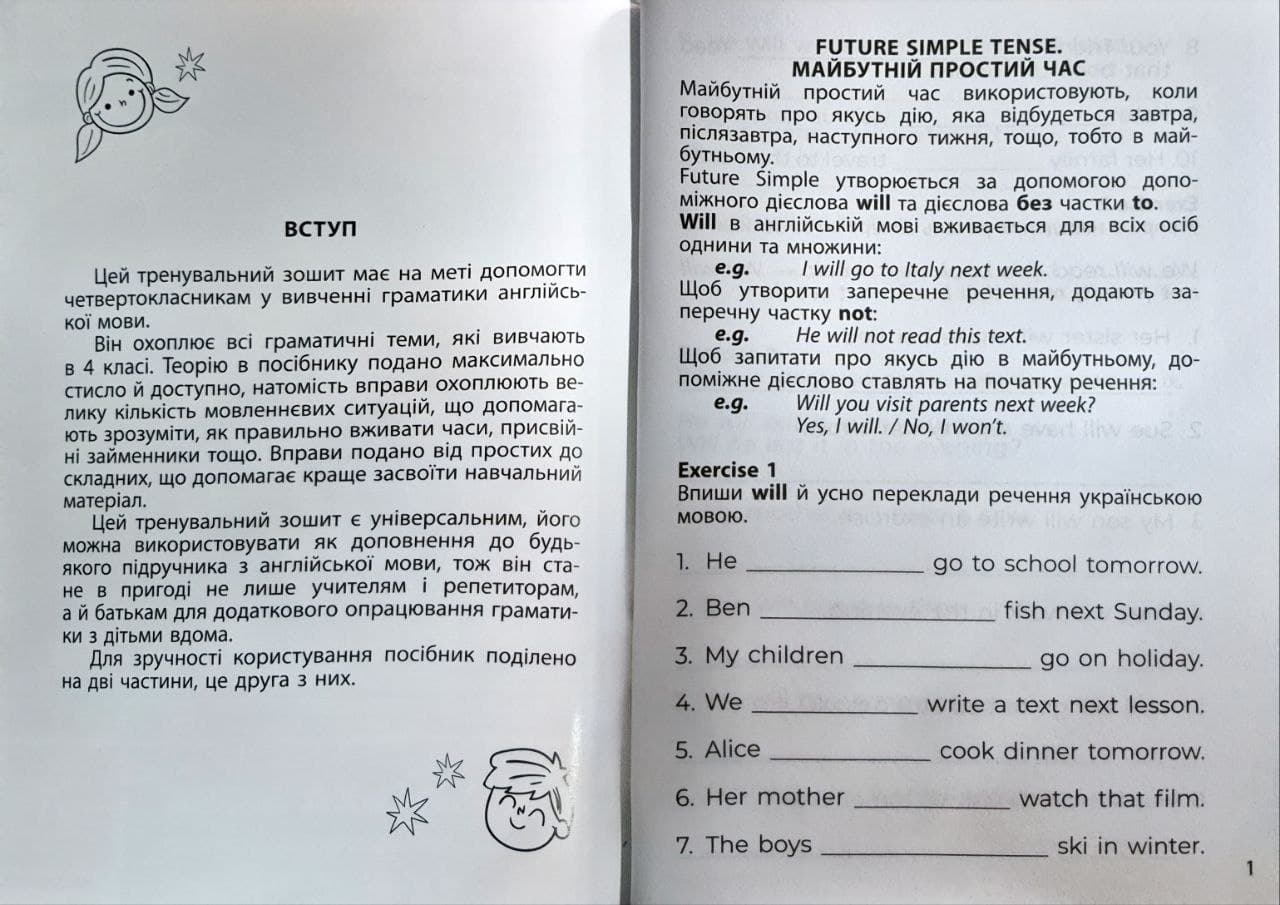 ВСТУП
Цей тренувальний зошит має на меті допомогти
четвертокласникам у вивченні граматики англійсь-
кої мови.
Він охоплює всі граматичні теми, які вивчають
в 4 класі. Теорію в посібнику подано максимально
стисло й доступно, натомість вправи охоплюють ве-
лику кількість мовленнєвих ситуацій, що допомага-
ють зрозуміти, як правильно вживати часи, присвій-
ні займенники тощо. Вправи подано від простих до
складних, що допомагає краще засвоїти навчальний
матеріал.
Цей тренувальний зошит є універсальним, його
можна використовувати як доповнення до будь-
якого підручника з англійської мови, тож він ста-
не в пригоді не лише учителям і репетиторам,
а й батькам для додаткового опрацювання грамати-
ки з дітьми вдома.
Для зручності користування посібник поділено
на дві частини, це друга з них.
FUTURE SIMPLE TENSE.
МАЙБУТНІЙ ПРОСТИЙ ЧАС
Майбутній простий час використовують, коли
говорять про якусь дію, яка відбудеться завтра,
післязавтра, наступного тижня, тощо, тобто в май-
бутньому.
Future Simple утворюється за допомогою допо-
міжного дієслова will та дієслова без частки to.
Will в англійській мові вживається для всіх осіб
однини та множини:
e.g. I will go to Italy next week.
Щоб утворити заперечне речення, додають за-
перечну частку not:
e.g. He will not read this text.
Щоб запитати про якусь дію в майбутньому, до-
поміжне дієслово ставлять на початку речення:
e.g. Will you visit parents next week?
Yes, I will. / No, I won't.
Exercise 1
Впиши will й усно переклади речення українською
мовою.
1. He ____________ go to school tomorrow.
2. Ben ________________ fish next Sunday.
3. My children ____________ go on holiday.
4. We ___________ write a text next lesson.
5. Alice ___________ cook dinner tomorrow.
6. Her mother ___________ watch that film.
7. The boys ________________ ski in winter.
1